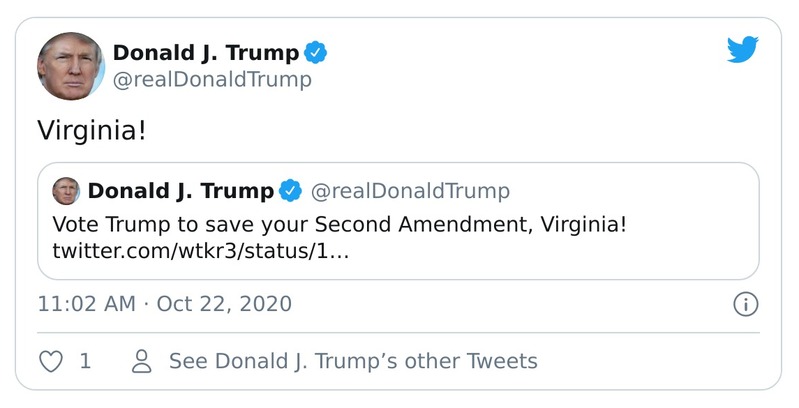 Donald J. Trump
@realDonaldTrump
Virginia!
Donald J. Trump @realDonaldTrump
Vote Trump to save your Second Amendment, Virginia!
twitter.com/wtkr3/status/1…
11:02 AM · Oct 22, 2020
1 See Donald J. Trump’s other Tweets